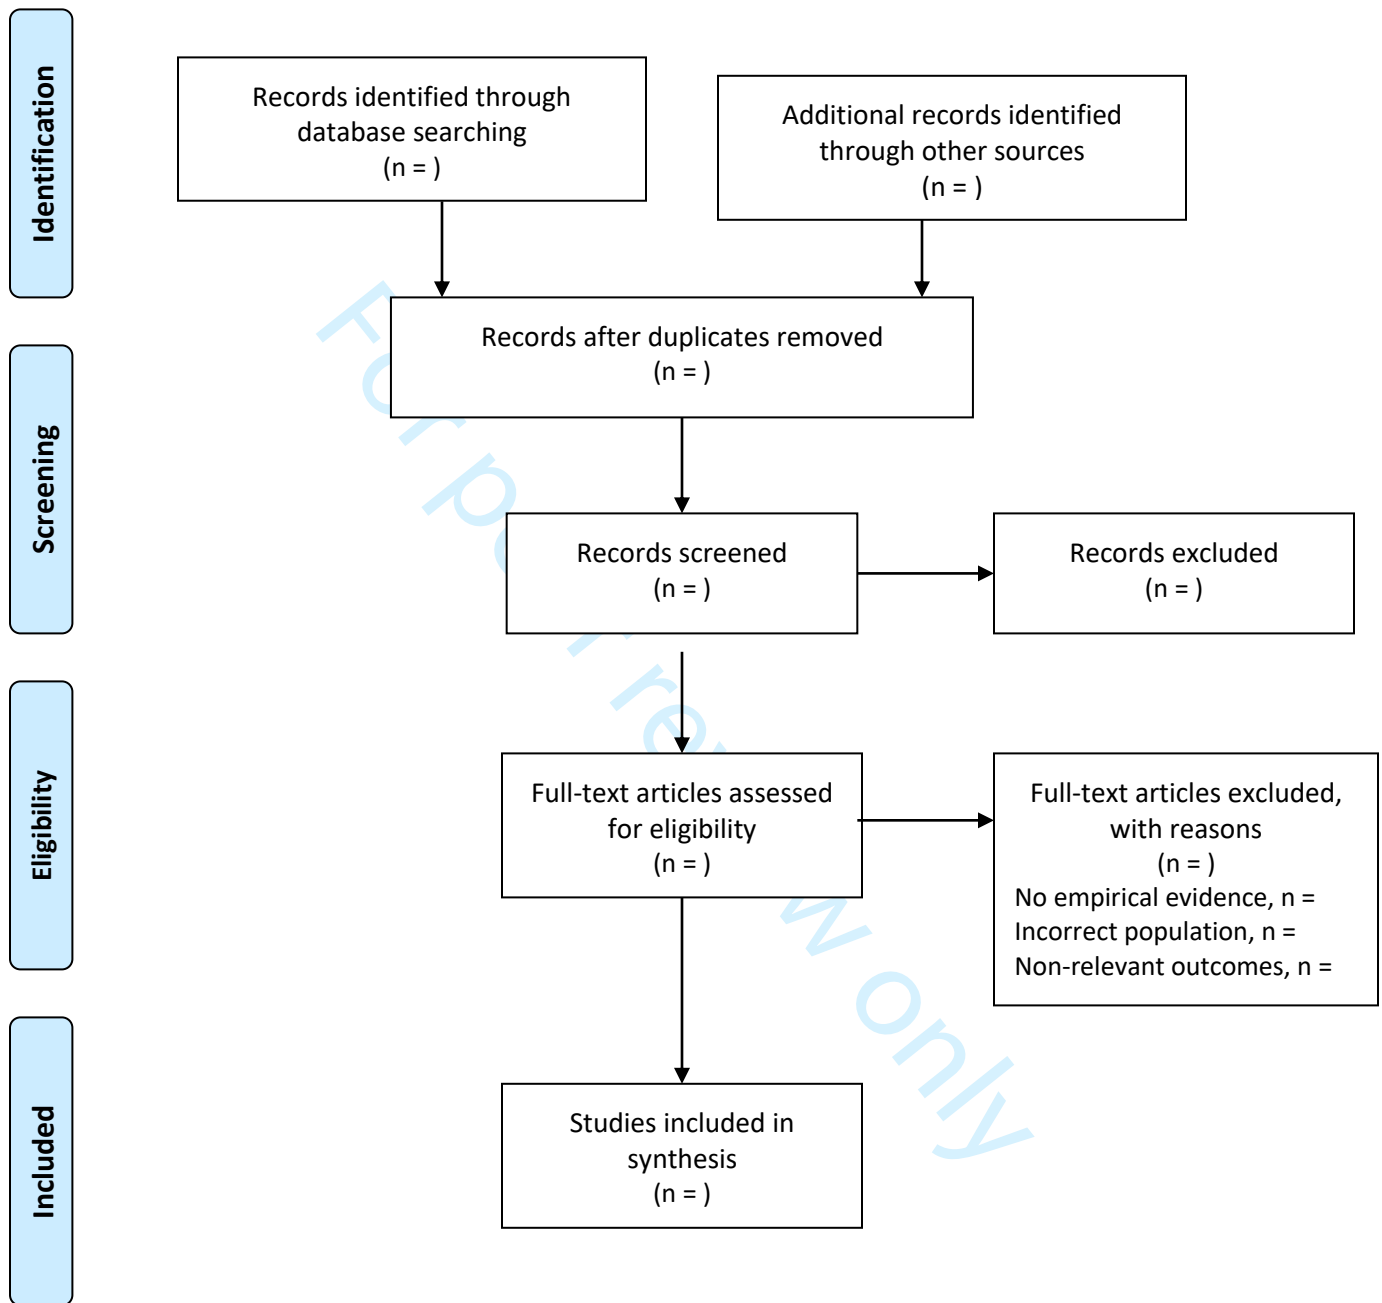 Identification
Records identified through
database searching
(n = )
Additional records identified
through other sources
(n = )
Records after duplicates removed
(n = )
Screening
Records screened
(n = )
Records excluded
(n = )
Eligibility
Full-text articles assessed
for eligibility
(n = )
Full-text articles excluded,
with reasons
(n = )
No empirical evidence, n =
Incorrect population, n =
Non-relevant outcomes, n =
Included
Studies included in
synthesis
(n = )
For peer review only